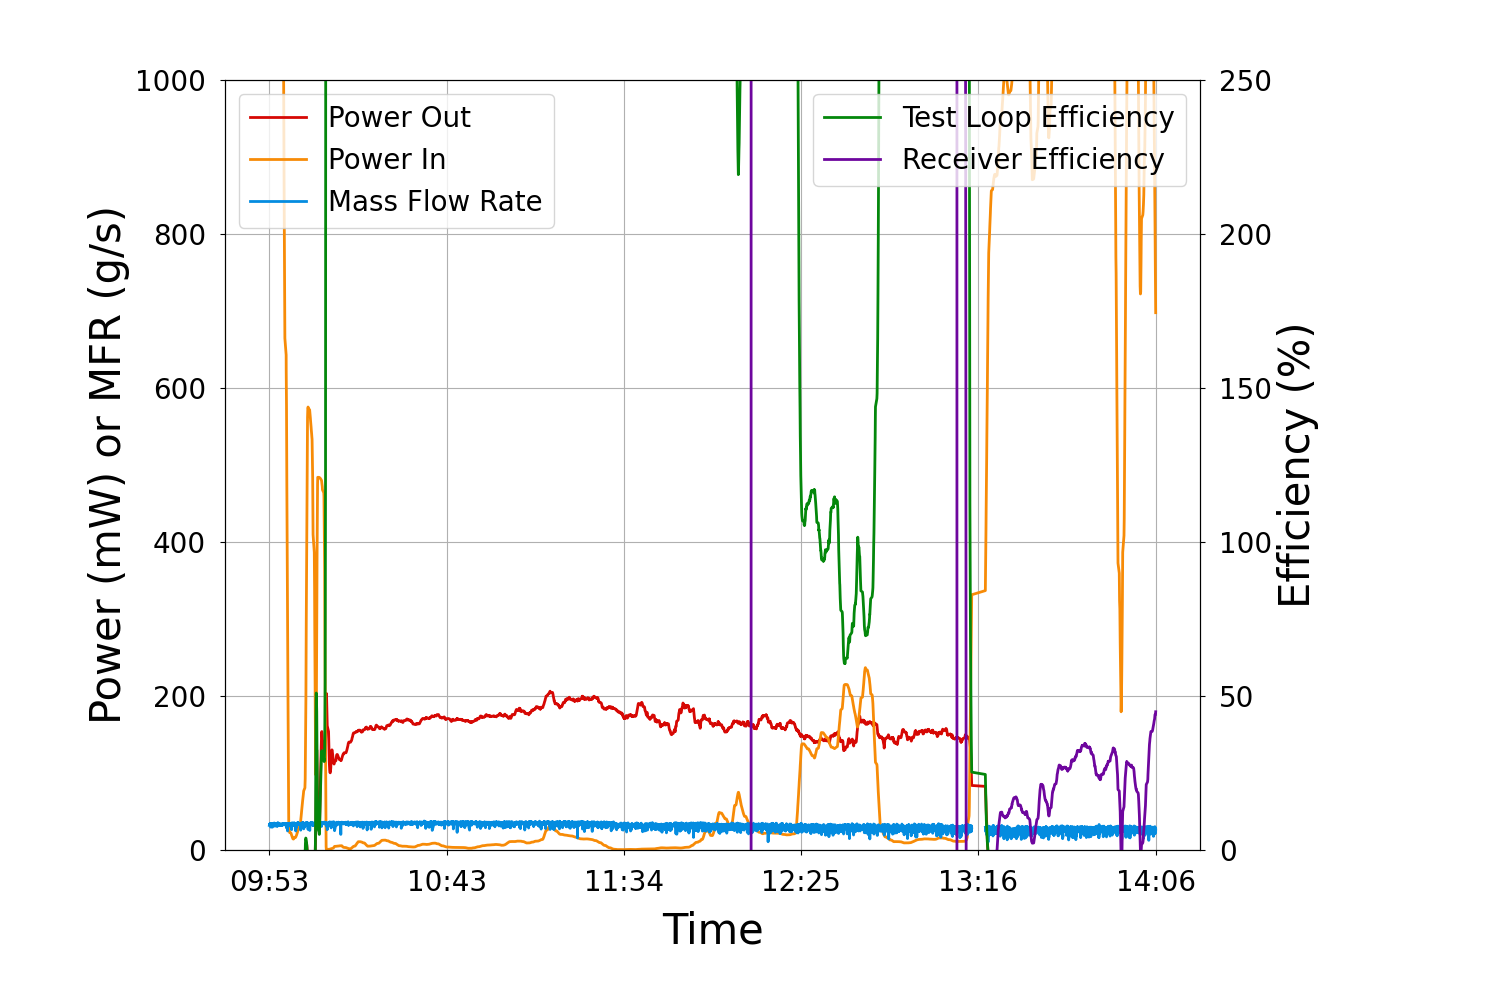 Power Out
Power In
Mass Flow Rate
Test Loop Efficiency
Receiver Efficiency
1000
800
600
400
200
0
Power (mW) or MFR (g/s)
250
200
150
100
50
0
Efficiency (%)
09:53 10:43 11:34 12:25 13:16 14:06
Time